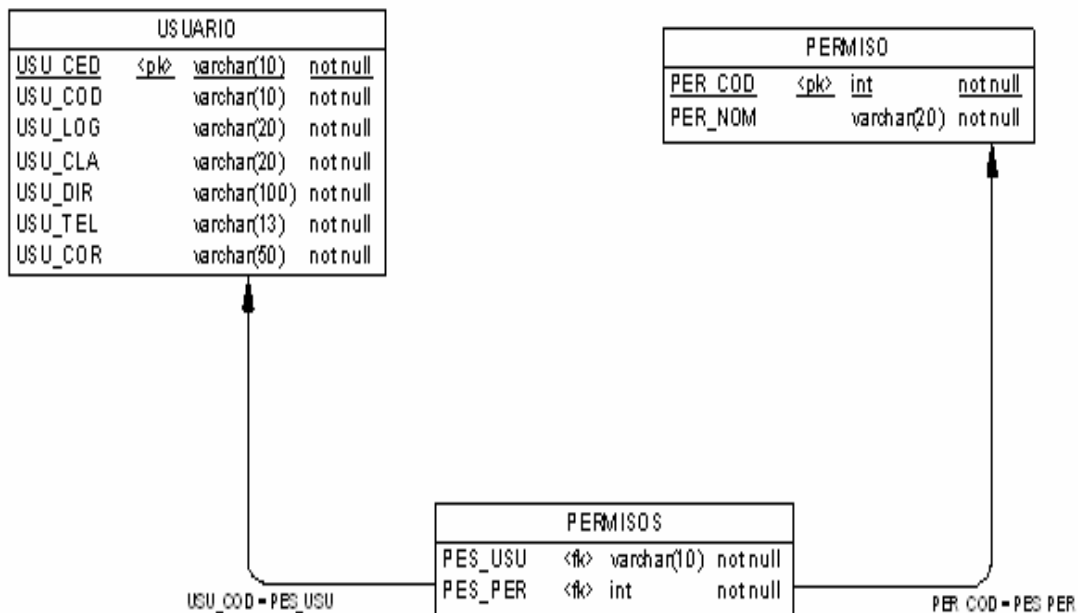 USUARIO
USU_CED <pk> varchar(10) not null
USU_COD varchar(10) not null
USU_LOG varchar(20) not null
USU_CLA varchar(20) not null
USU_DIR varchar(100) not null
USU_TEL varchar(13) not null
USU_COR varchar(50) not null
PERMISO
PER_COD <pk> int not null
PER_NOM varchar(20) not null
PERMISOS
PES_USU <fk> varchar(10) not null
PES_PER <fk> int not null
USU_COD = PES_USU
PER_COD = PES_PER